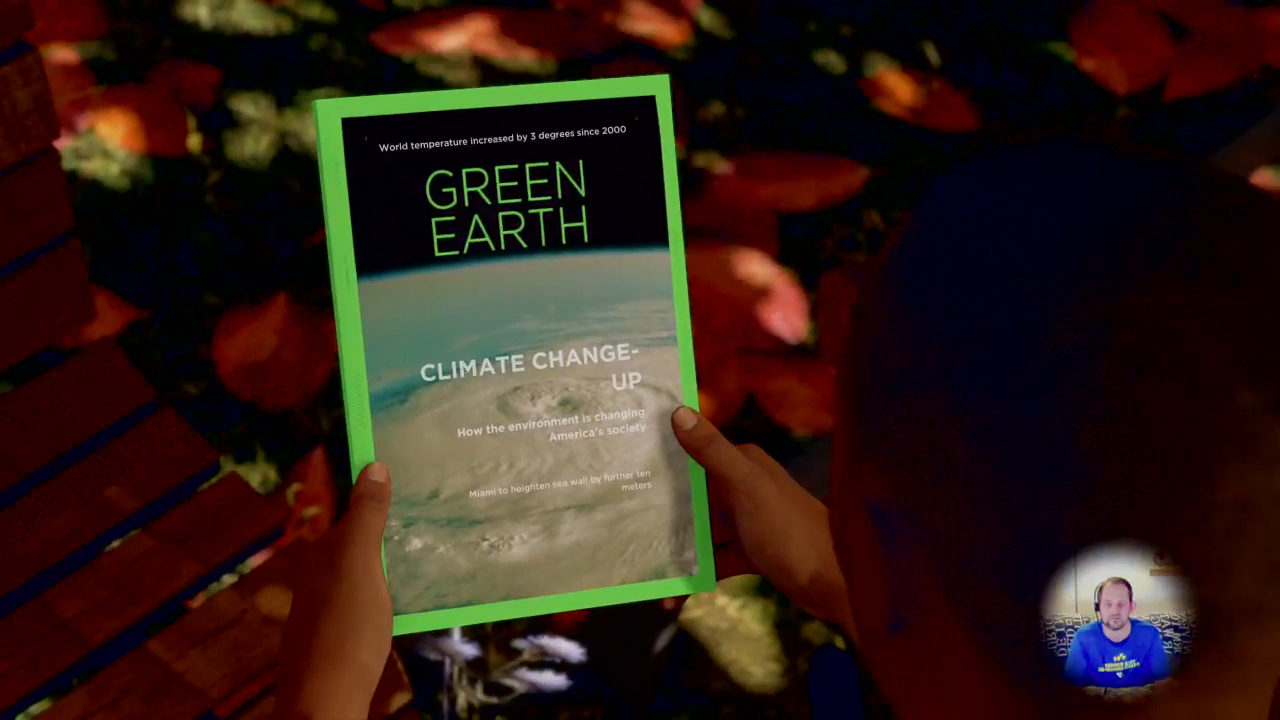 World temperature increased by 3 degrees since 2000
GREEN
EARTH
CLIMATE CHANGE-
UP
How the environment is changing
America's society
Miami to heighten sea wall by further ten
meters